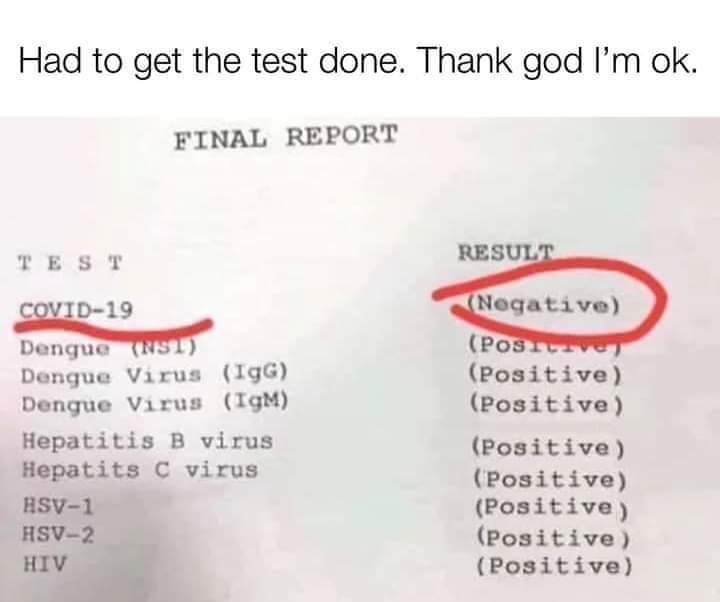 Had to get the test done. Thank god I'm ok.
FINAL REPORT
TEST RESULT
COVID-19 (Negative)
Dengue (NS1) (Positive)
Dengue Virus (IgG) (Positive)
Dengue Virus (IgM) (Positive)
Hepatitis B virus (Positive)
Hepatits C virus (Positive)
HSV-1 (Positive)
HSV-2 (Positive)
HIV (Positive)